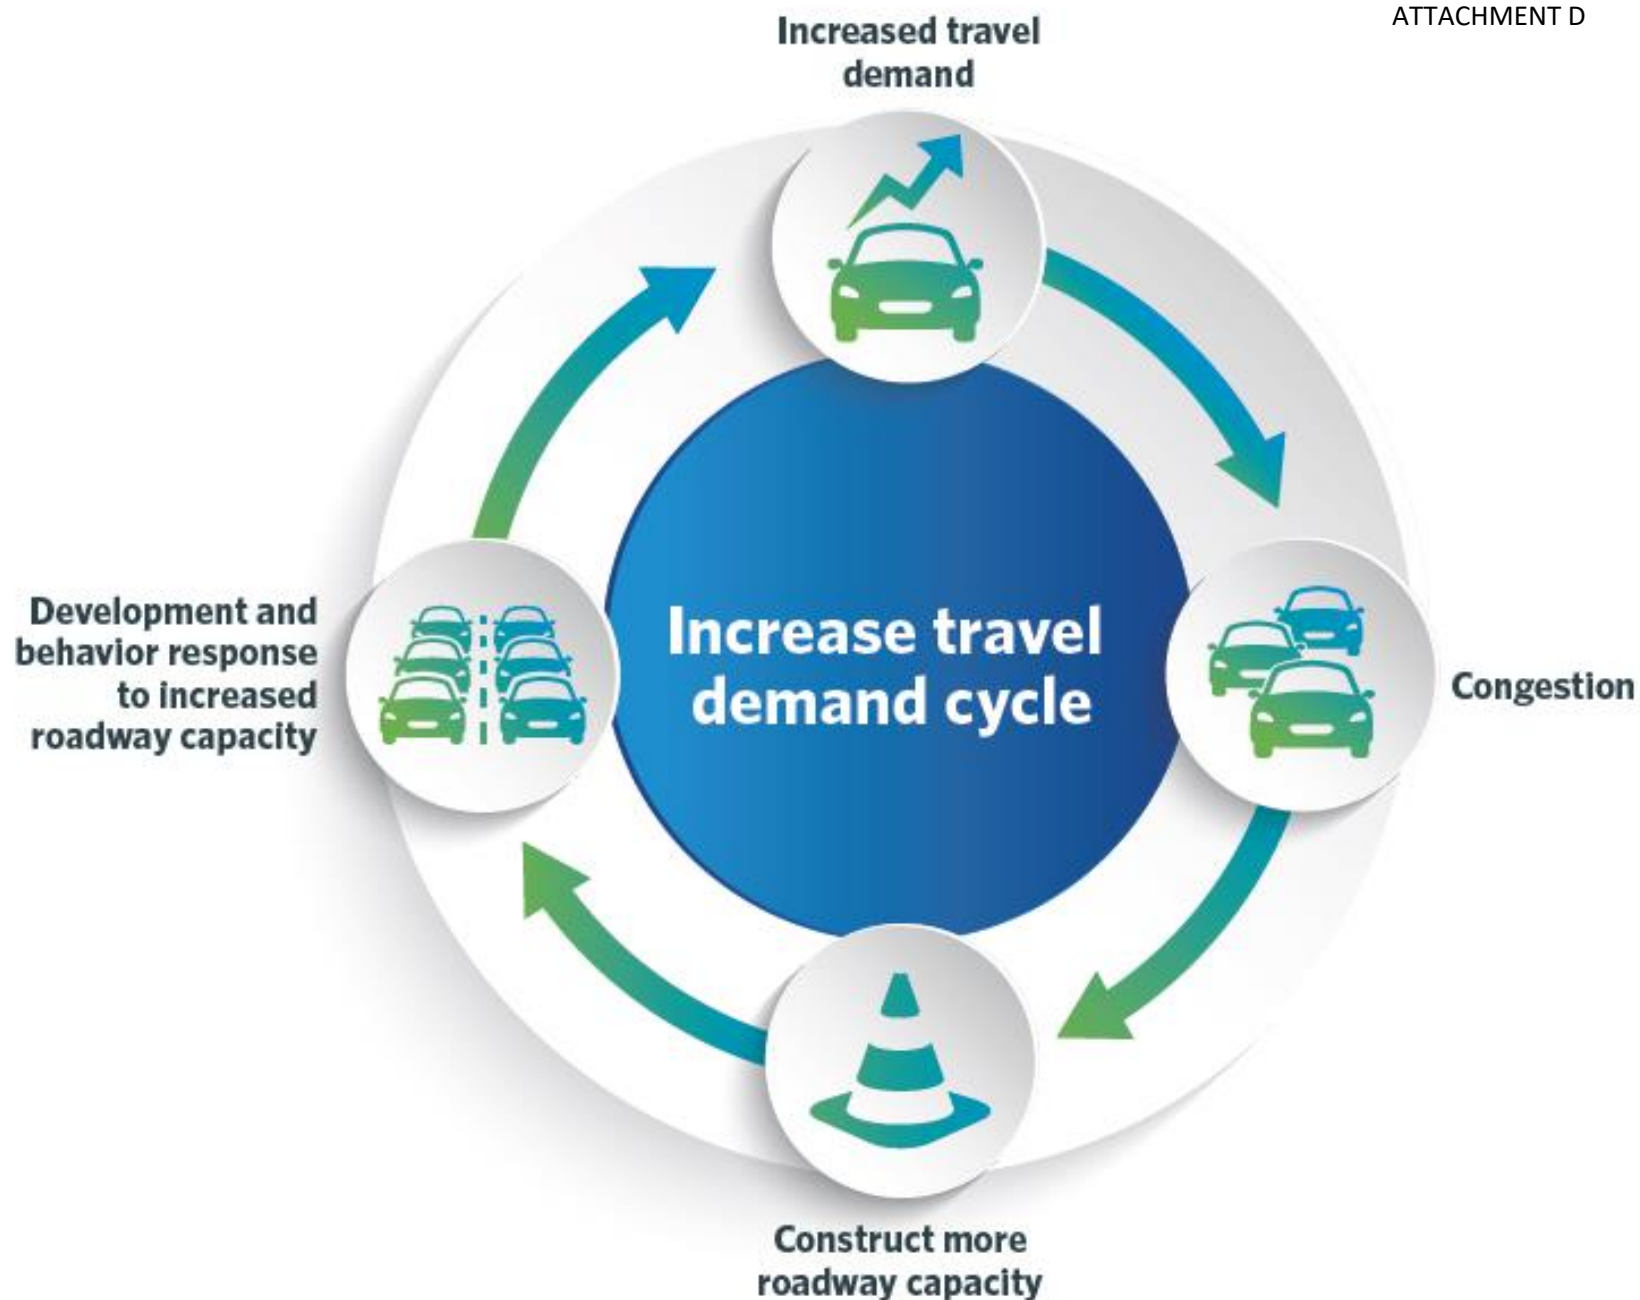 ATTACHMENT D
Increased travel
demand
Increase travel
demand cycle
Development and
behavior response
to increased
roadway capacity
Congestion
Construct more
roadway capacity